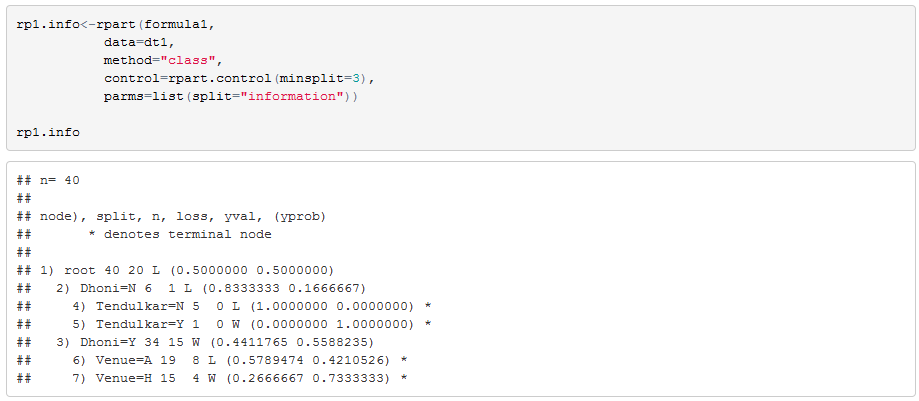 rp1.info<-rpart(formula1,
           data=dt1,
           method="class",
           control=rpart.control(minsplit=3),
           parms=list(split="information"))
rp1.info
## n= 40
##
## node), split, n, loss, yval, (yprob)
##       * denotes terminal node
##
## 1) root 40 20 L (0.5000000 0.5000000)
##   2) Dhoni=N 6  1 L (0.8333333 0.1666667)
##     4) Tendulkar=N 5  0 L (1.0000000 0.0000000) *
##     5) Tendulkar=Y 1  0 W (0.0000000 1.0000000) *
##   3) Dhoni=Y 34 15 W (0.4411765 0.5588235)
##     6) Venue=A 19  8 L (0.5789474 0.4210526) *
##     7) Venue=H 15  4 W (0.2666667 0.7333333) *